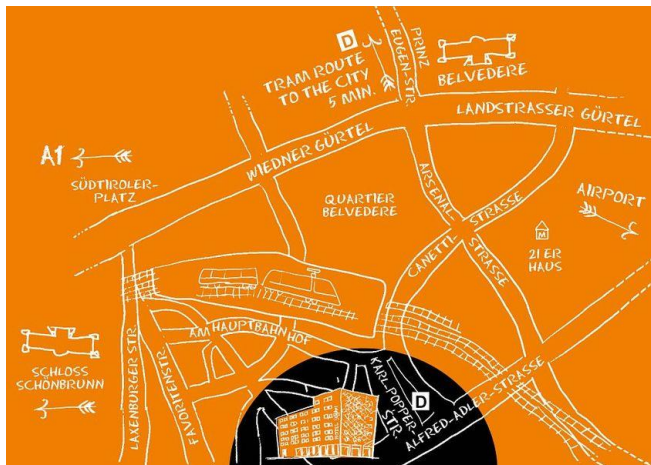 D
TRAM ROUTE
TO THE CITY
5 MIN.
PRINZ
EUGEN-STR.
BELVEDERE
LANDSTRASSER GÜRTEL
WIEDNER GÜRTEL
A1
SÜDTIROLER-
PLATZ
QUARTIER
BELVEDERE
ARSENAL-
STRASSE
CANETTI-
STRASSE
AIRPORT
M
21ER
HAUS
SCHLOSS
SCHÖNBRUNN
LAXENBURGER STR.
FAVORITENSTR.
AM HAUPTBAHNHOF
KARL-POPPER-
STR.
D
ALFRED-ADLER-STRASSE